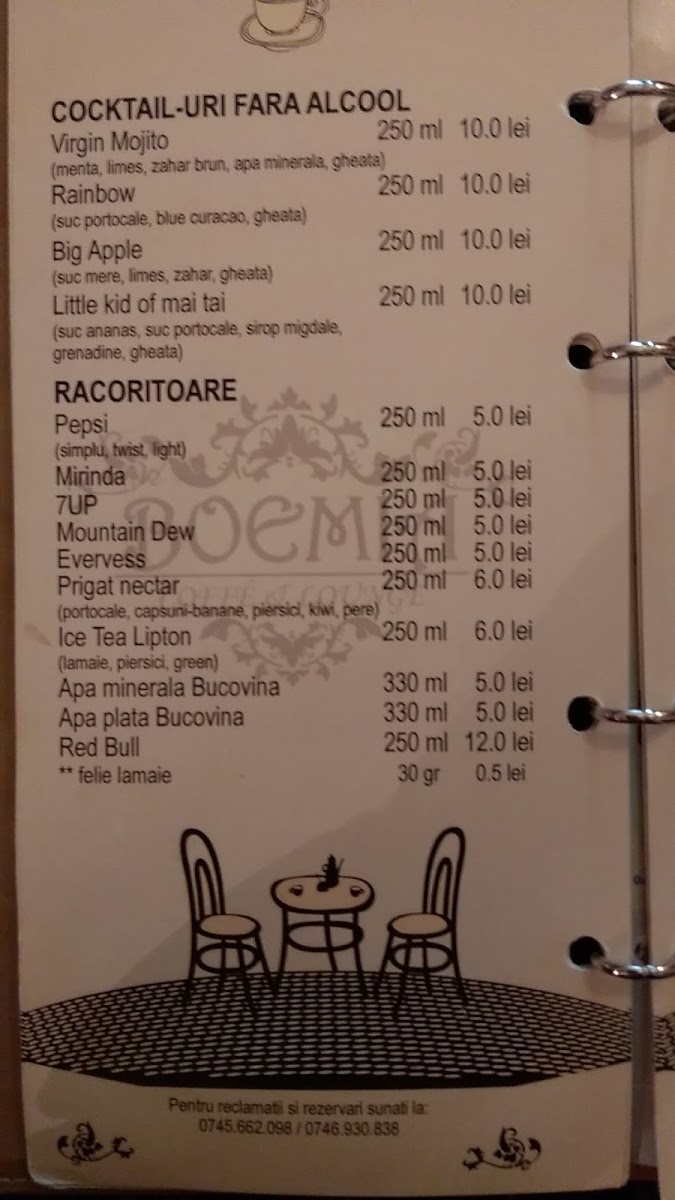 COCKTAIL-URI FARA ALCOOL
Virgin Mojito 250 ml 10.0 lei
(menta, limes, zahar brun, apa minerala, gheata)
Rainbow 250 ml 10.0 lei
(suc portocale, blue curacao, gheata)
Big Apple 250 ml 10.0 lei
(suc mere, limes, zahar, gheata)
Little kid of mai tai 250 ml 10.0 lei
(suc ananas, suc portocale, sirop migdale,
grenadine, gheata)
RACORITOARE
Pepsi 250 ml 5.0 lei
(simplu, twist, light)
Mirinda 250 ml 5.0 lei
7UP 250 ml 5.0 lei
Mountain Dew 250 ml 5.0 lei
Evervess 250 ml 5.0 lei
Prigat nectar 250 ml 6.0 lei
(portocale, capsuni-banane, piersici, kiwi, pere)
Ice Tea Lipton 250 ml 6.0 lei
(lamaie, piersici, green)
Apa minerala Bucovina 330 ml 5.0 lei
Apa plata Bucovina 330 ml 5.0 lei
Red Bull 250 ml 12.0 lei
** felie lamaie 30 gr 0.5 lei
Pentru reclamatii si rezervari sunati la:
0745.662.098 / 0746.930.838